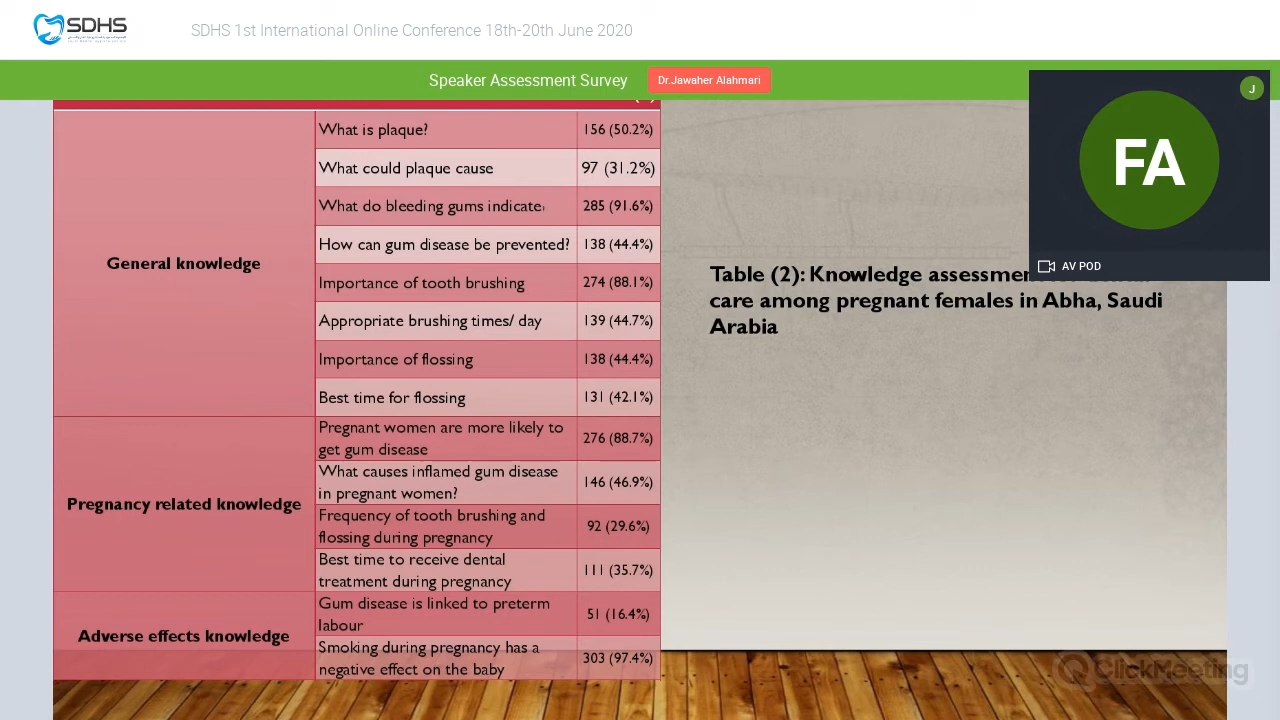 SDHS
SDHS 1st International Online Conference 18th-20th June 2020
Speaker Assessment Survey
Dr.Jawaher Alahmari
J
FA
AV POD
General knowledge
What is plaque? 156 (50.2%)
What could plaque cause 97 (31.2%)
What do bleeding gums indicate 285 (91.6%)
How can gum disease be prevented? 138 (44.4%)
Importance of tooth brushing 274 (88.1%)
Appropriate brushing times/ day 139 (44.7%)
Importance of flossing 138 (44.4%)
Best time for flossing 131 (42.1%)
Pregnancy related knowledge
Pregnant women are more likely to
get gum disease 276 (88.7%)
What causes inflamed gum disease
in pregnant women? 146 (46.9%)
Frequency of tooth brushing and
flossing during pregnancy 92 (29.6%)
Best time to receive dental
treatment during pregnancy 111 (35.7%)
Adverse effects knowledge
Gum disease is linked to preterm
labour 51 (16.4%)
Smoking during pregnancy has a
negative effect on the baby 303 (97.4%)
Table (2): Knowledge
care among pregnant females in Abha, Saudi
Arabia
ClickMeeting